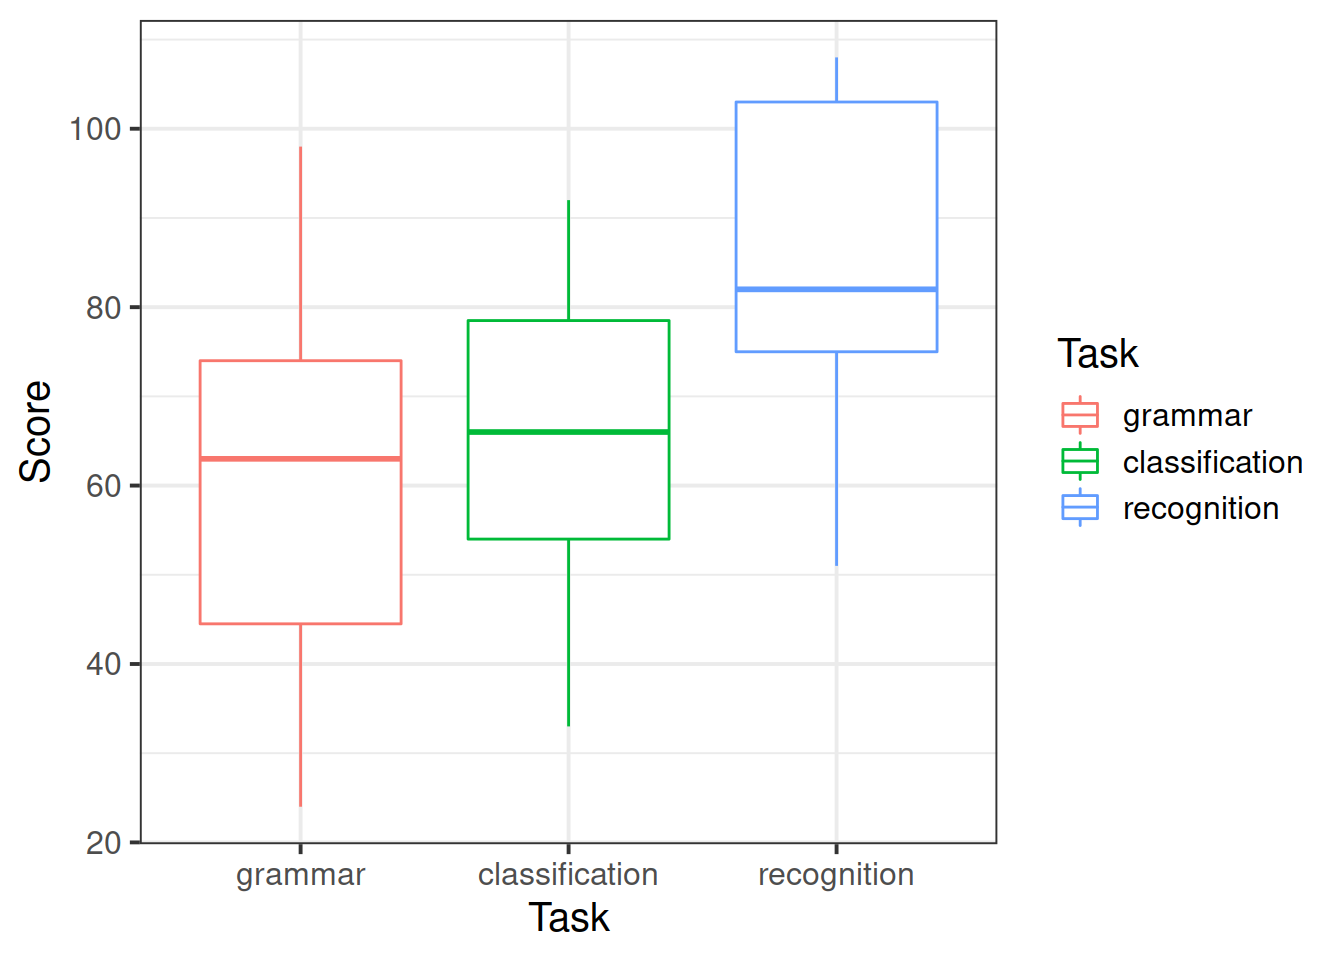 100
80
60
40
20
Score
grammar classification recognition
Task
Task
grammar
classification
recognition